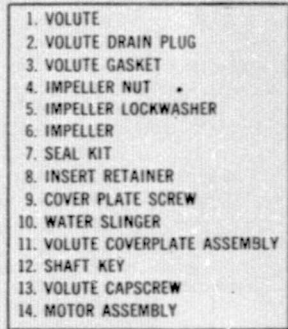 1. VOLUTE
2. VOLUTE DRAIN PLUG
3. VOLUTE GASKET
4. IMPELLER NUT
5. IMPELLER LOCKWASHER
6. IMPELLER
7. SEAL KIT
8. INSERT RETAINER
9. COVER PLATE SCREW
10. WATER SLINGER
11. VOLUTE COVERPLATE ASSEMBLY
12. SHAFT KEY
13. VOLUTE CAPSCREW
14. MOTOR ASSEMBLY